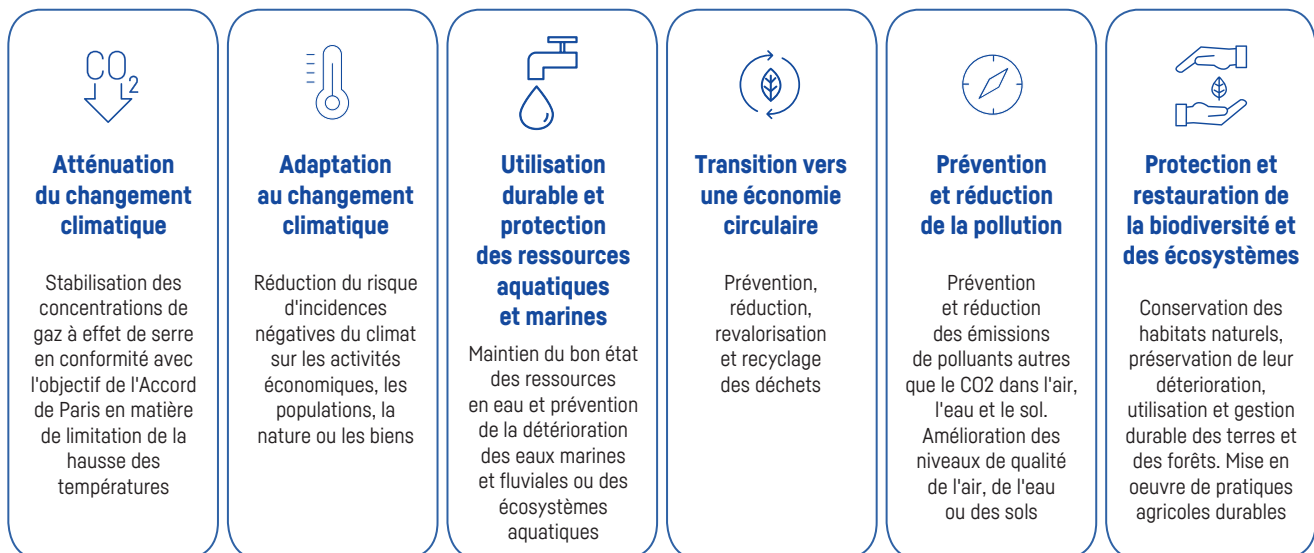 CO2
Atténuation
du changement
climatique
Stabilisation des
concentrations de
gaz à effet de serre
en conformité avec
l'objectif de l'Accord
de Paris en matière
de limitation de la
hausse des
températures
Adaptation
au changement
climatique
Réduction du risque
d'incidences
négatives du climat
sur les activités
économiques, les
populations, la
nature ou les biens
Utilisation
durable et
protection
des ressources
aquatiques
et marines
Maintien du bon état
des ressources
en eau et prévention
de la détérioration
des eaux marines
et fluviales ou des
écosystèmes
aquatiques
Transition vers
une économie
circulaire
Prévention,
réduction,
revalorisation
et recyclage
des déchets
Prévention
et réduction
de la pollution
Prévention
et réduction
des émissions
de polluants autres
que le CO2 dans l'air,
l'eau et le sol.
Amélioration des
niveaux de qualité
de l'air, de l'eau
ou des sols
Protection et
restauration de
la biodiversité et
des écosystèmes
Conservation des
habitats naturels,
préservation de leur
déterioration,
utilisation et gestion
durable des terres et
des forêts. Mise en
oeuvre de pratiques
agricoles durables